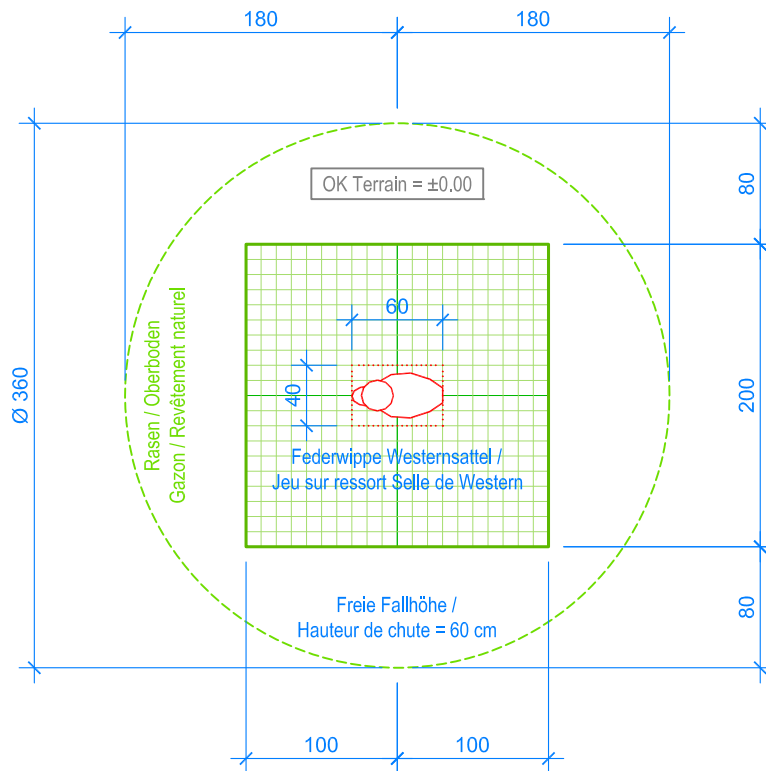 180
180
80
OK Terrain = ±0.00
60
Ø 360
Rasen / Oberboden
Gazon / Revêtement naturel
40
200
Federwippe Westernsattel /
Jeu sur ressort Selle de Western
Freie Fallhöhe /
Hauteur de chute = 60 cm
80
100
100